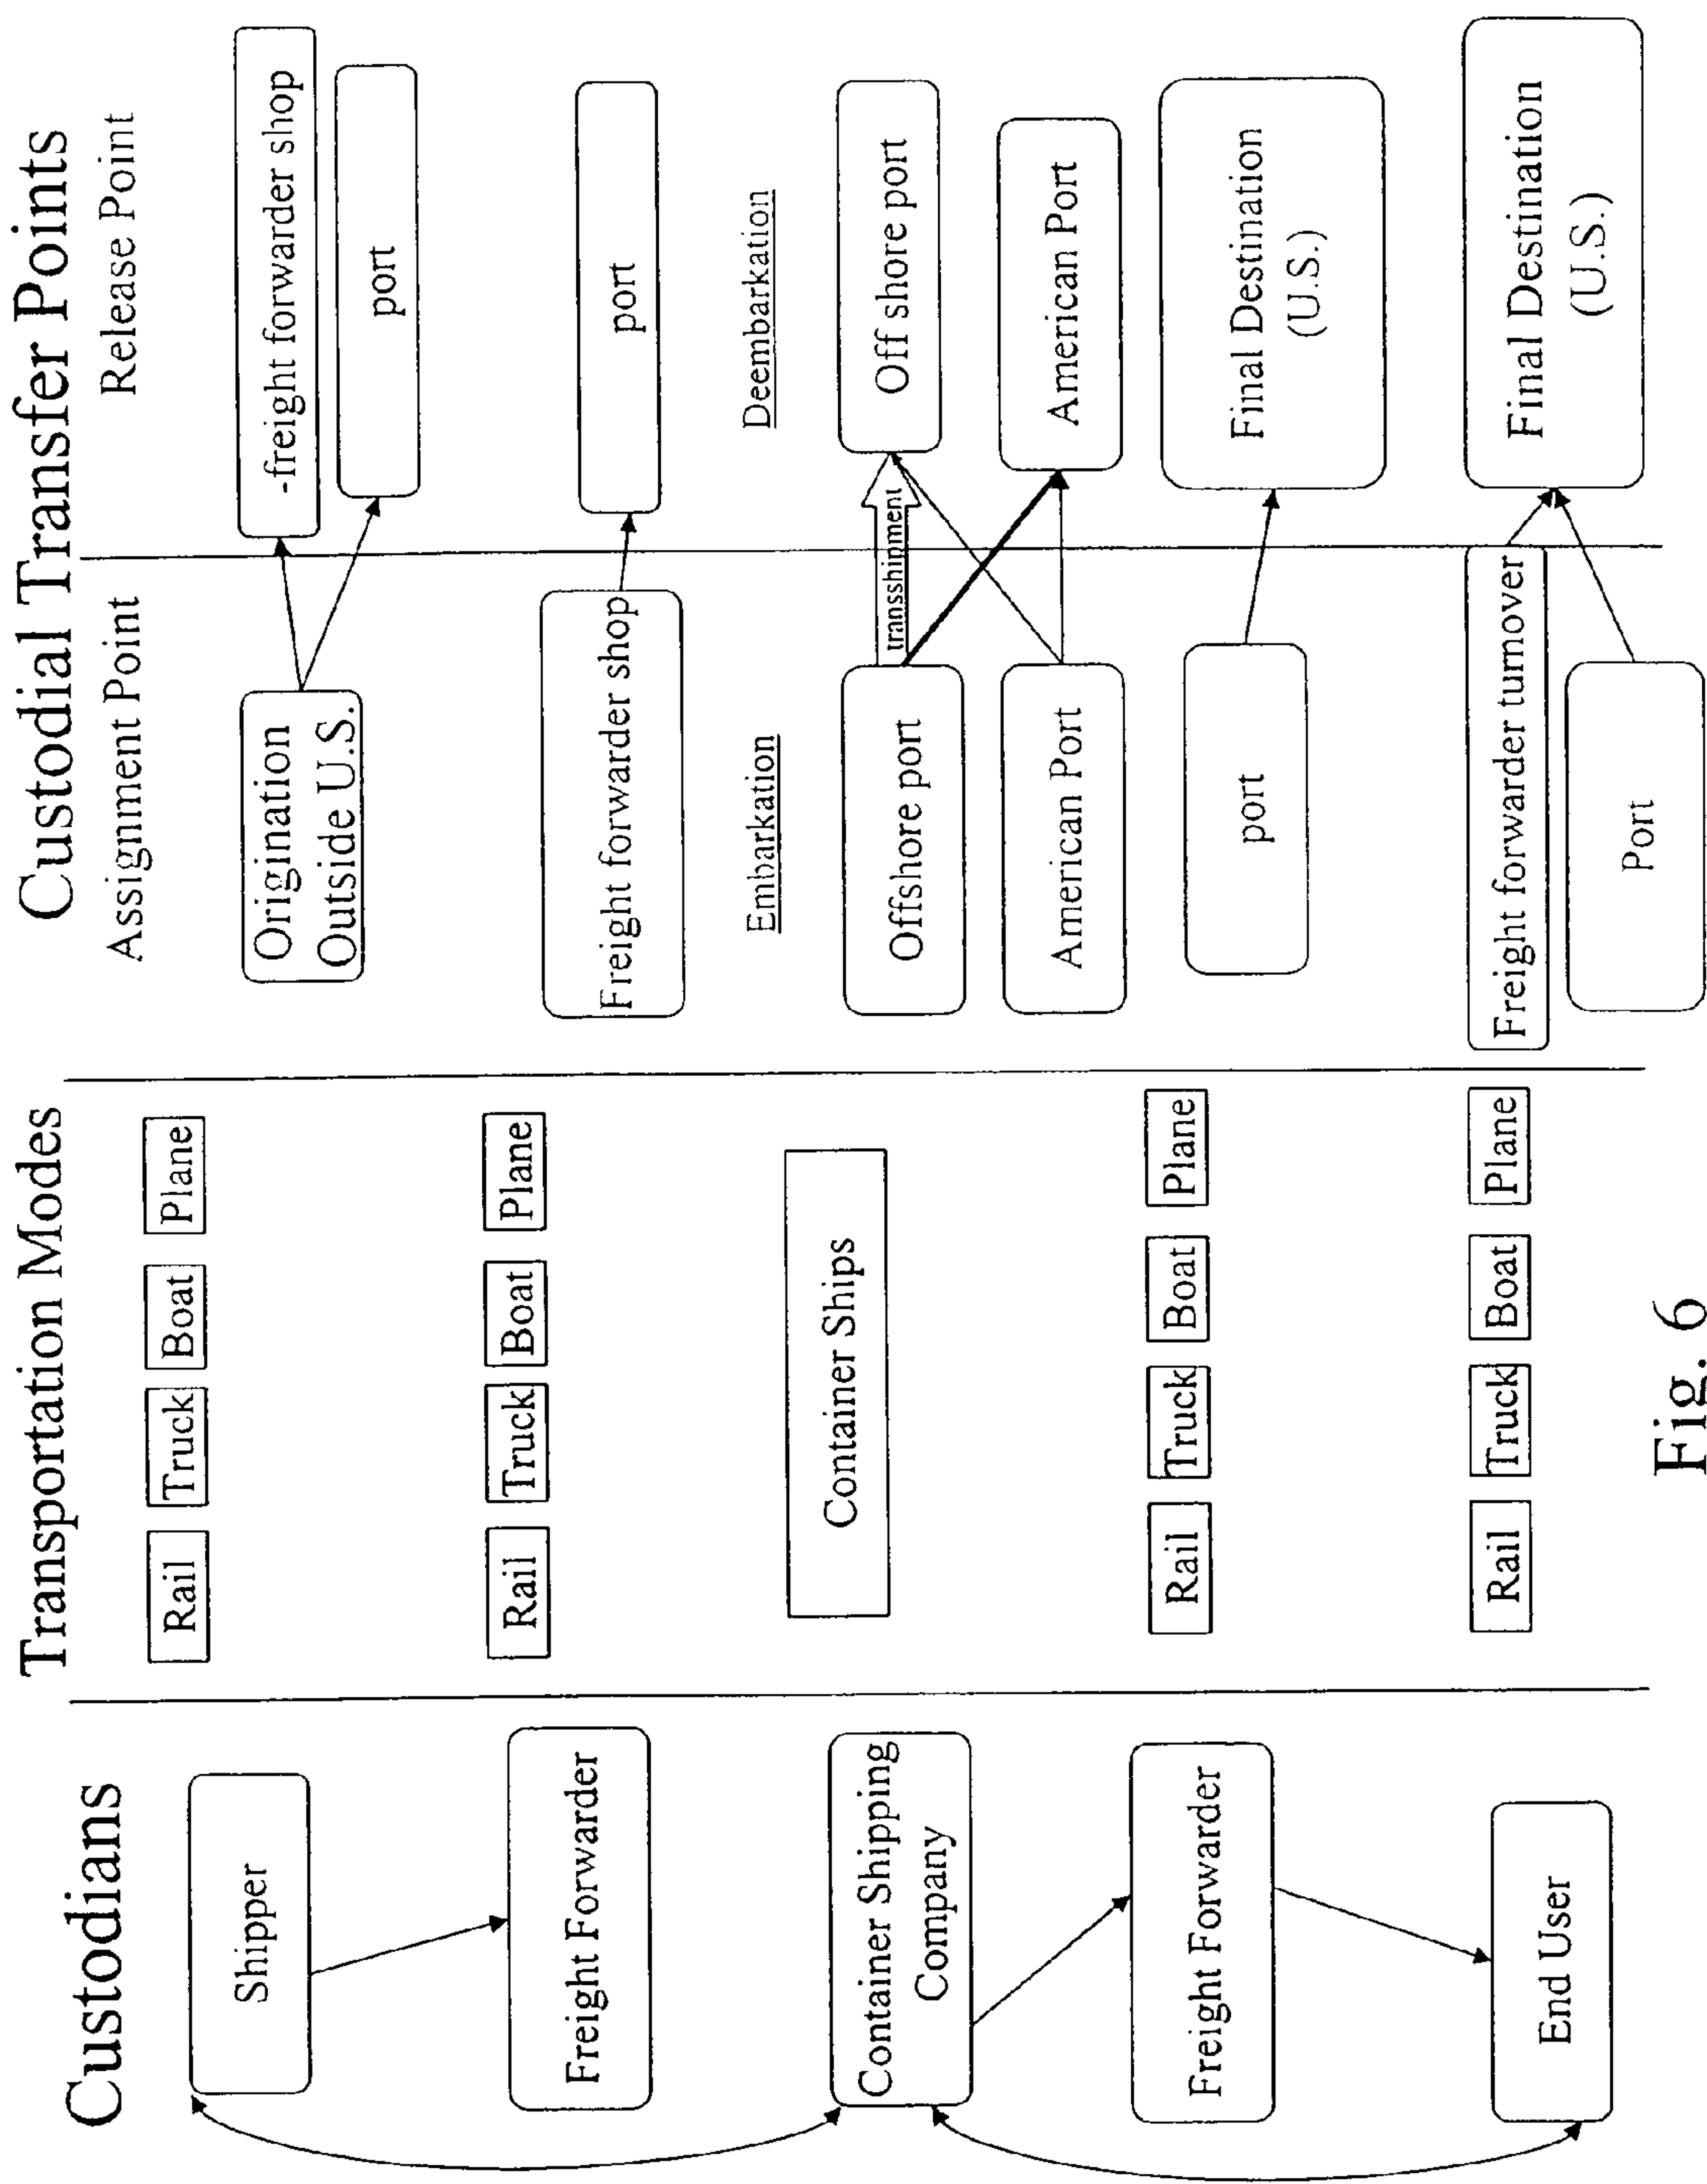 Custodians
Transportation Modes
Custodial Transfer Points
Assignment Point
Release Point
Shipper
Rail
Truck
Boat
Plane
Origination
Outside U.S.
-freight forwarder shop
port
Freight Forwarder
Rail
Truck
Boat
Plane
Freight forwarder shop
port
Embarkation
Deembarkation
Container Shipping
Company
Container Ships
Offshore port
transshipment
Off shore port
American Port
American Port
Freight Forwarder
Rail
Truck
Boat
Plane
port
Final Destination
(U.S.)
End User
Rail
Truck
Boat
Plane
Freight forwarder turnover
Port
Final Destination
(U.S.)
Fig. 6